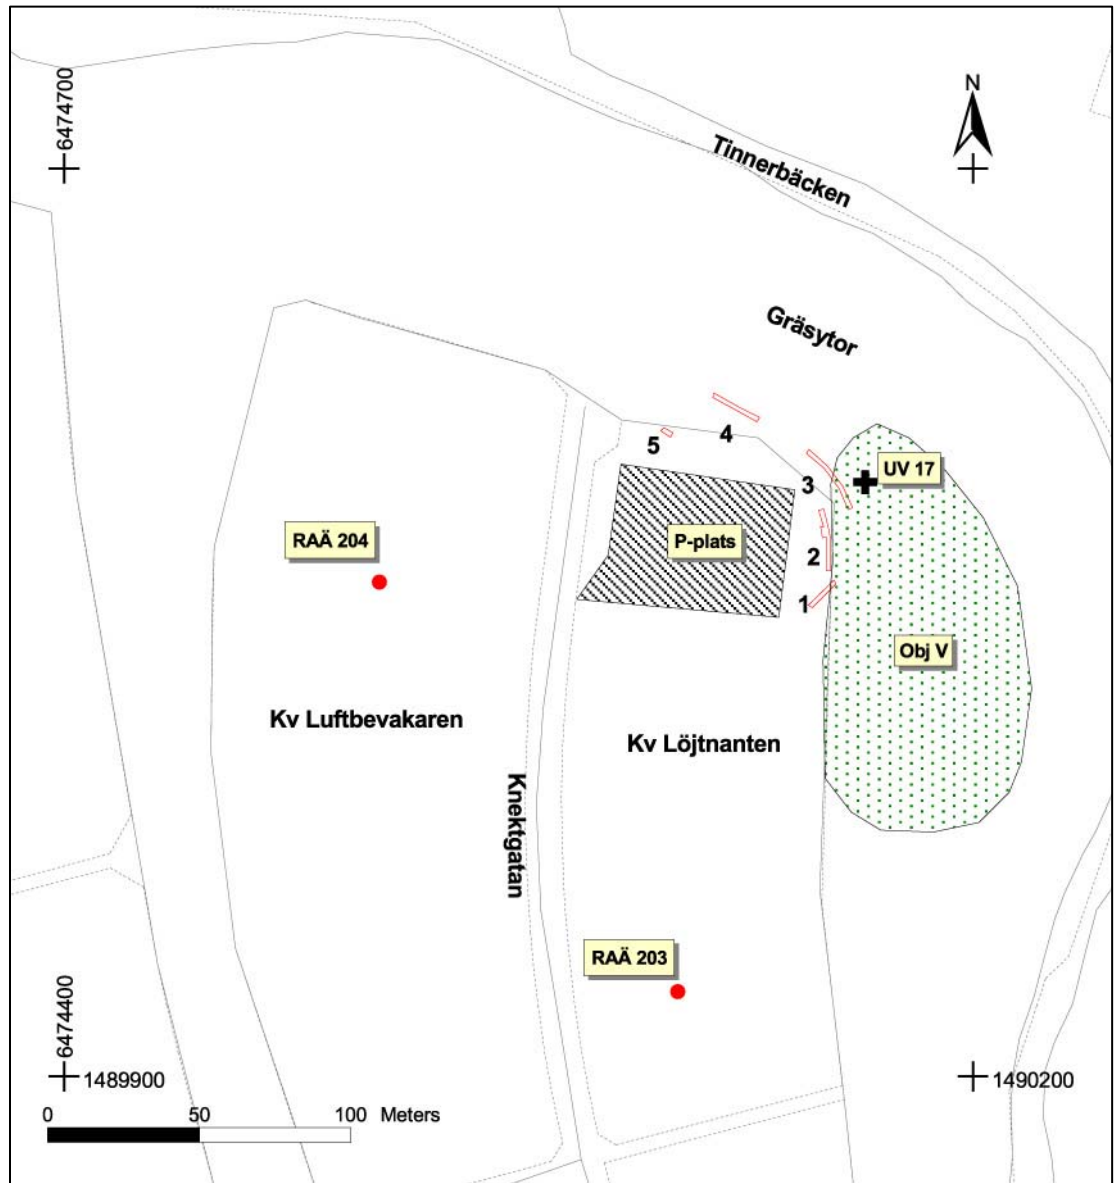 6474700
N
Tinnerbäcken
Gräsytor
4
5
3
UV 17
RAÄ 204
P-plats
2
1
Obj V
Kv Luftbevakaren
Kv Löjtnanten
Knektgatan
RAÄ 203
6474400
1489900
1490200
0 50 100 Meters